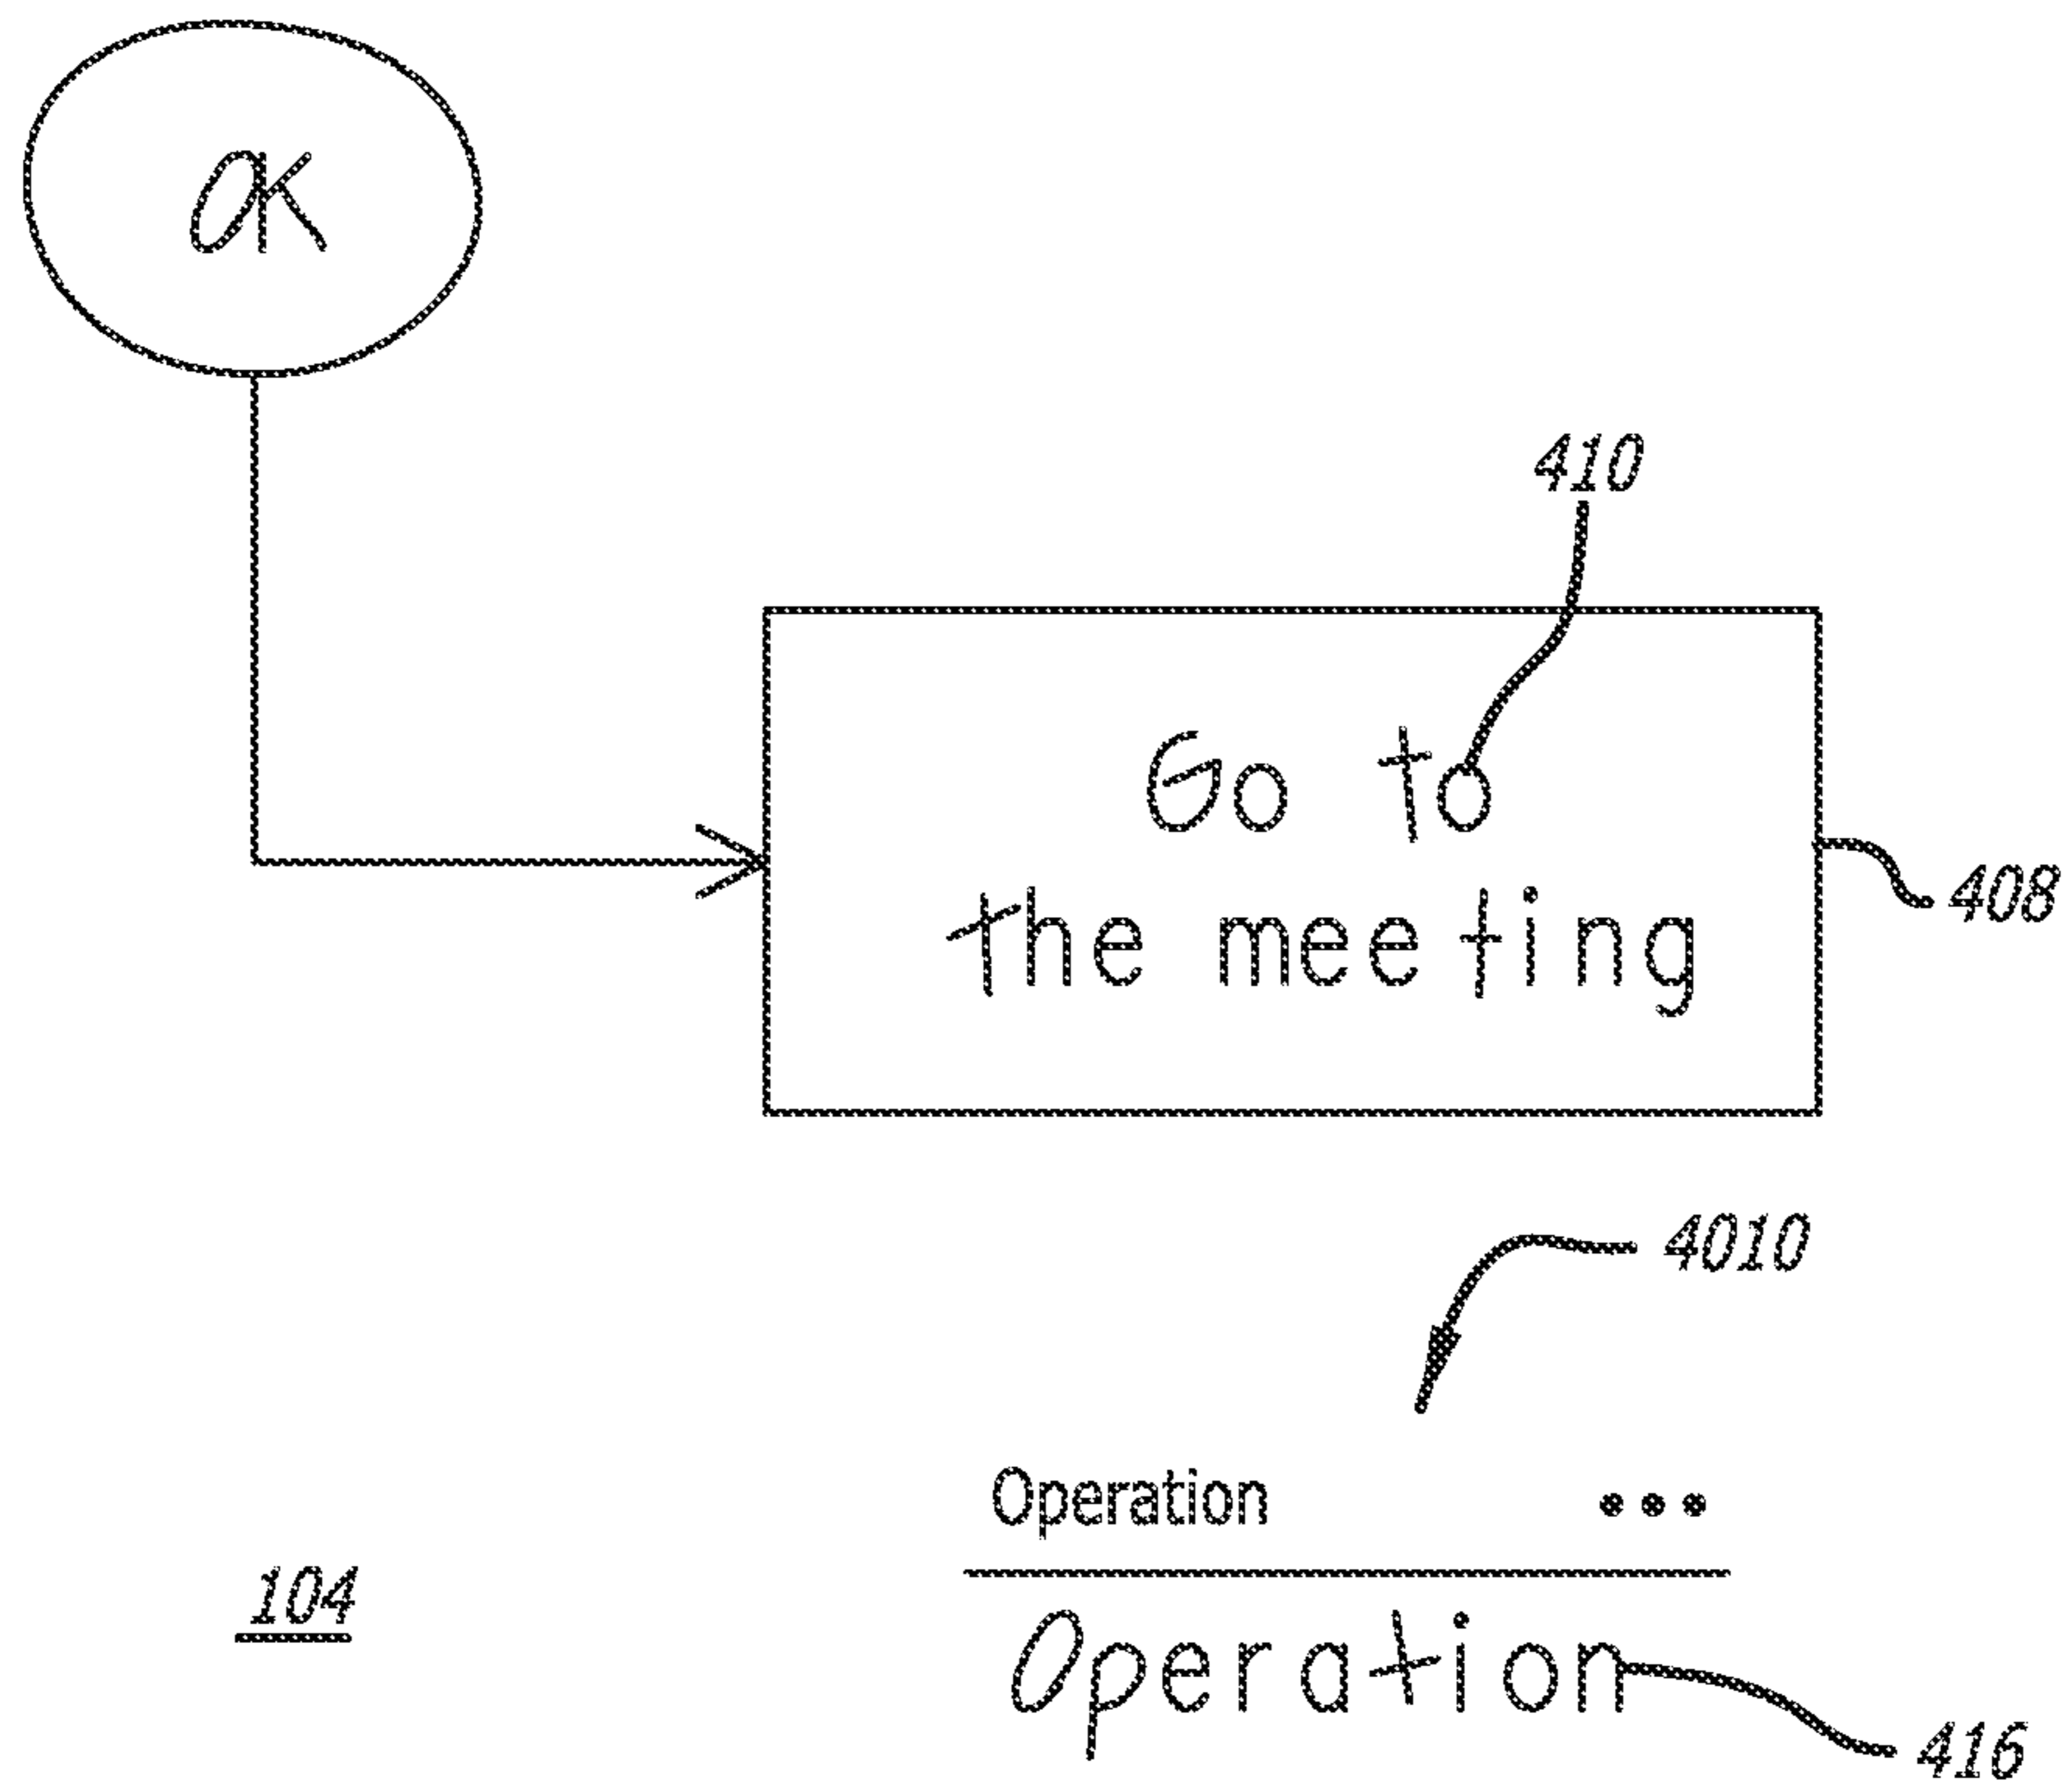 OK
410
Go to
the meeting
408
4010
Operation •••
104
Operation
416